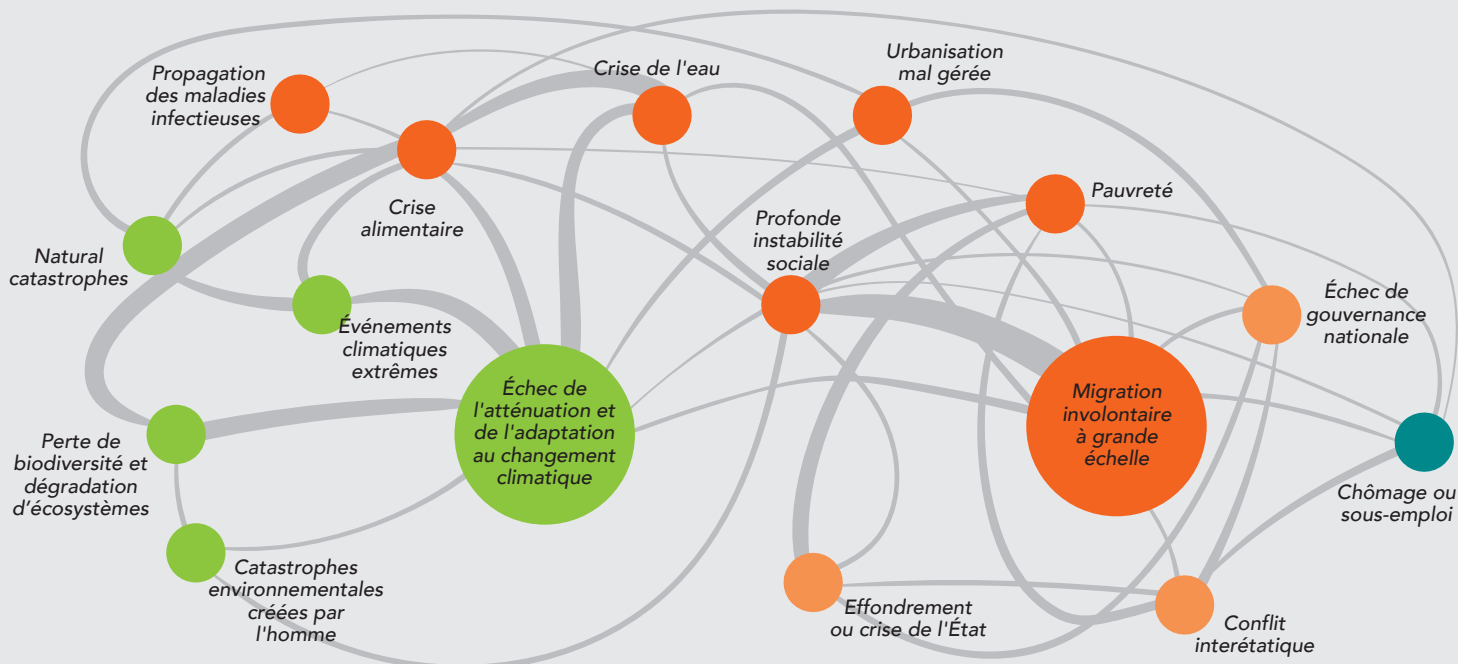 Propagation
des maladies
infectieuses
Crise de l'eau
Urbanisation
mal gérée
Crise
alimentaire
Pauvreté
Profonde
instabilité
sociale
Natural
catastrophes
Échec de
gouvernance
nationale
Événements
climatiques
extrêmes
Échec de
l'atténuation et
de l'adaptation
au changement
climatique
Migration
involontaire
à grande
échelle
Perte de
biodiversité et
dégradation
d'écosystèmes
Chômage ou
sous-emploi
Catastrophes
environnementales
créées par
l'homme
Effondrement
ou crise de l'État
Conflit
interétatique